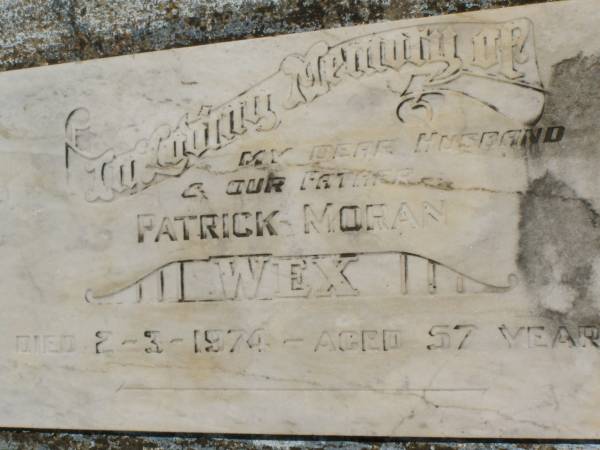 In Loving Memory of
MY DEAR HUSBAND
& OUR FATHER
PATRICK MORAN
WEX
DIED 2-3-1974 - AGED 57 YEAR